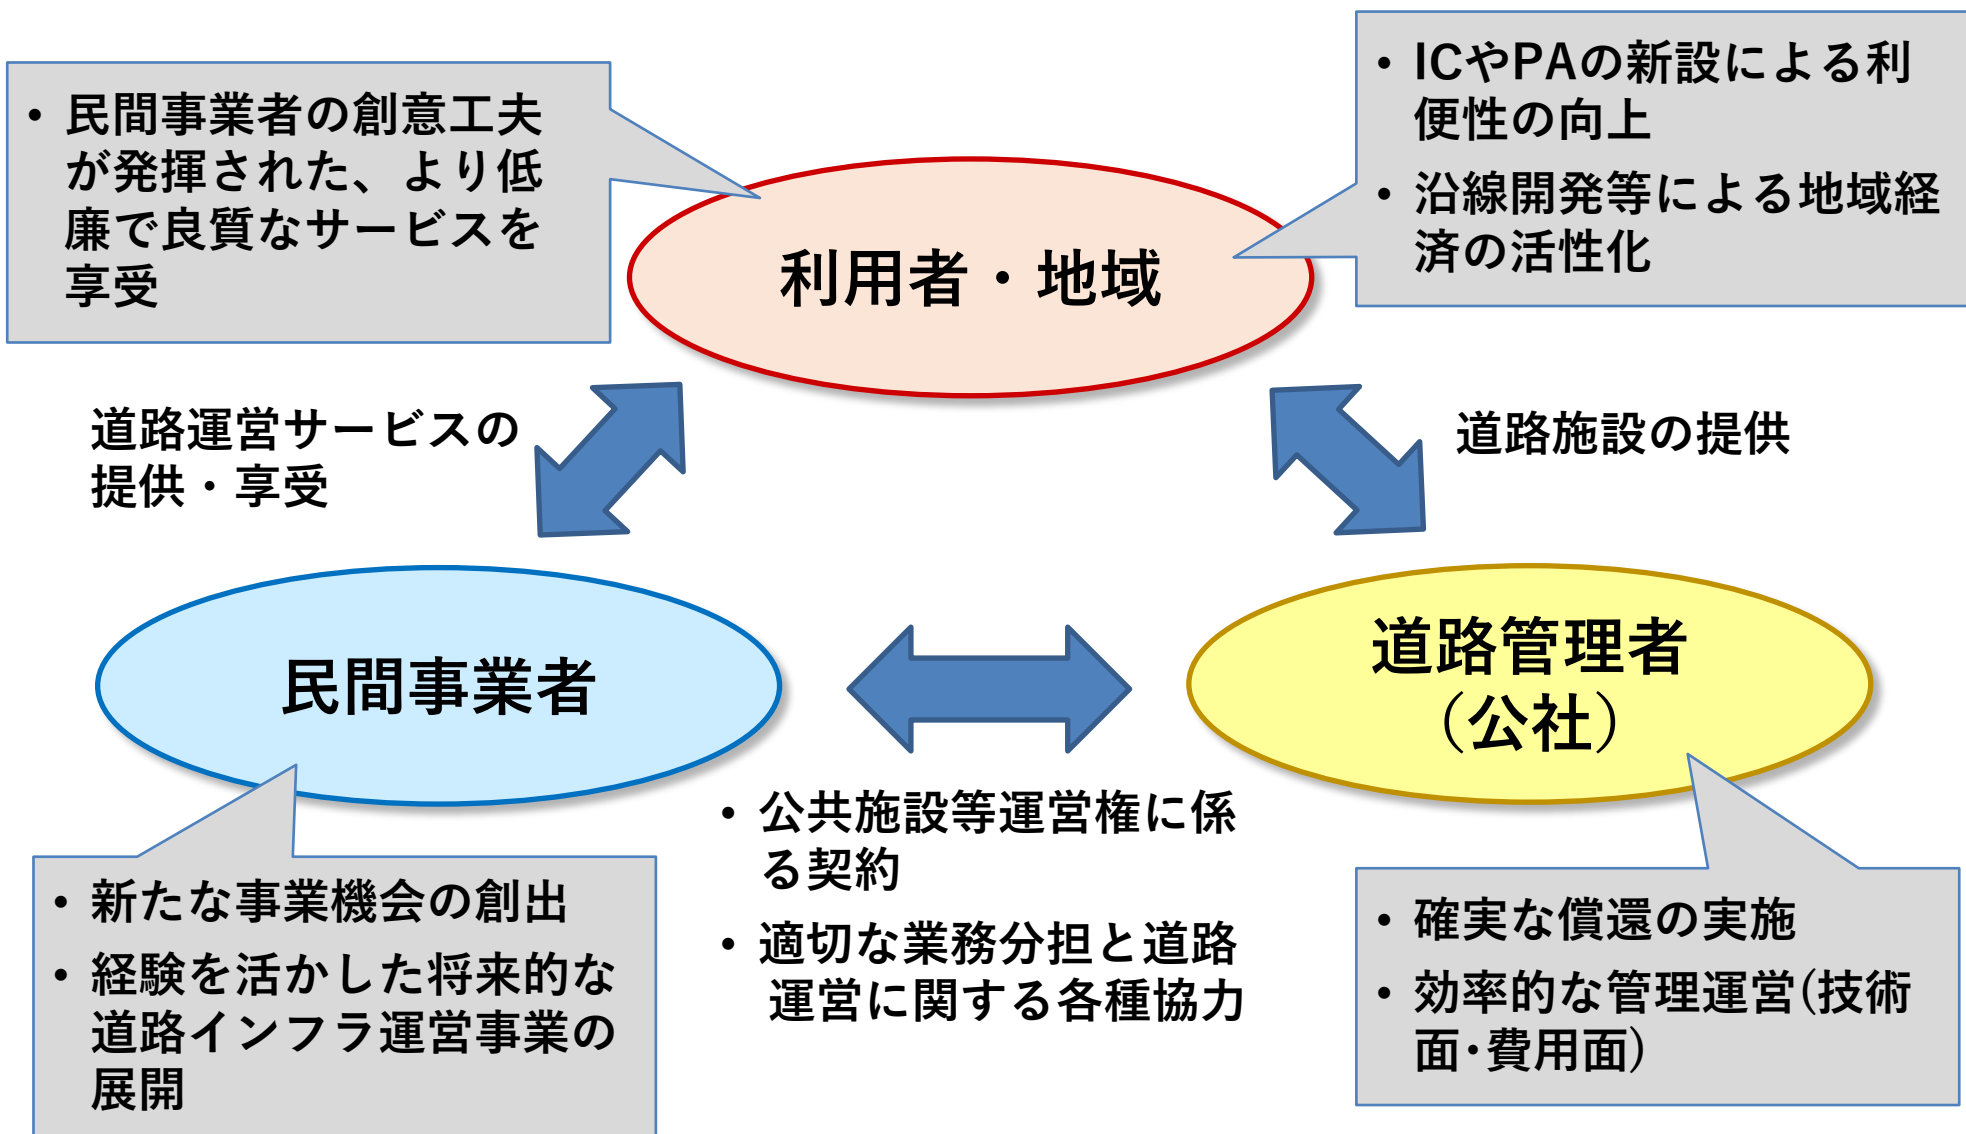 • 民間事業者の創意工夫
が発揮された、より低
廉で良質なサービスを
享受
• ICやPAの新設による利
便性の向上
• 沿線開発等による地域経
済の活性化
利用者・地域
道路運営サービスの
提供・享受
道路施設の提供
民間事業者
道路管理者
（公社）
• 公共施設等運営権に係
る契約
• 適切な業務分担と道路
運営に関する各種協力
• 新たな事業機会の創出
• 経験を活かした将来的な
道路インフラ運営事業の
展開
• 確実な償還の実施
• 効率的な管理運営(技術
面･費用面)